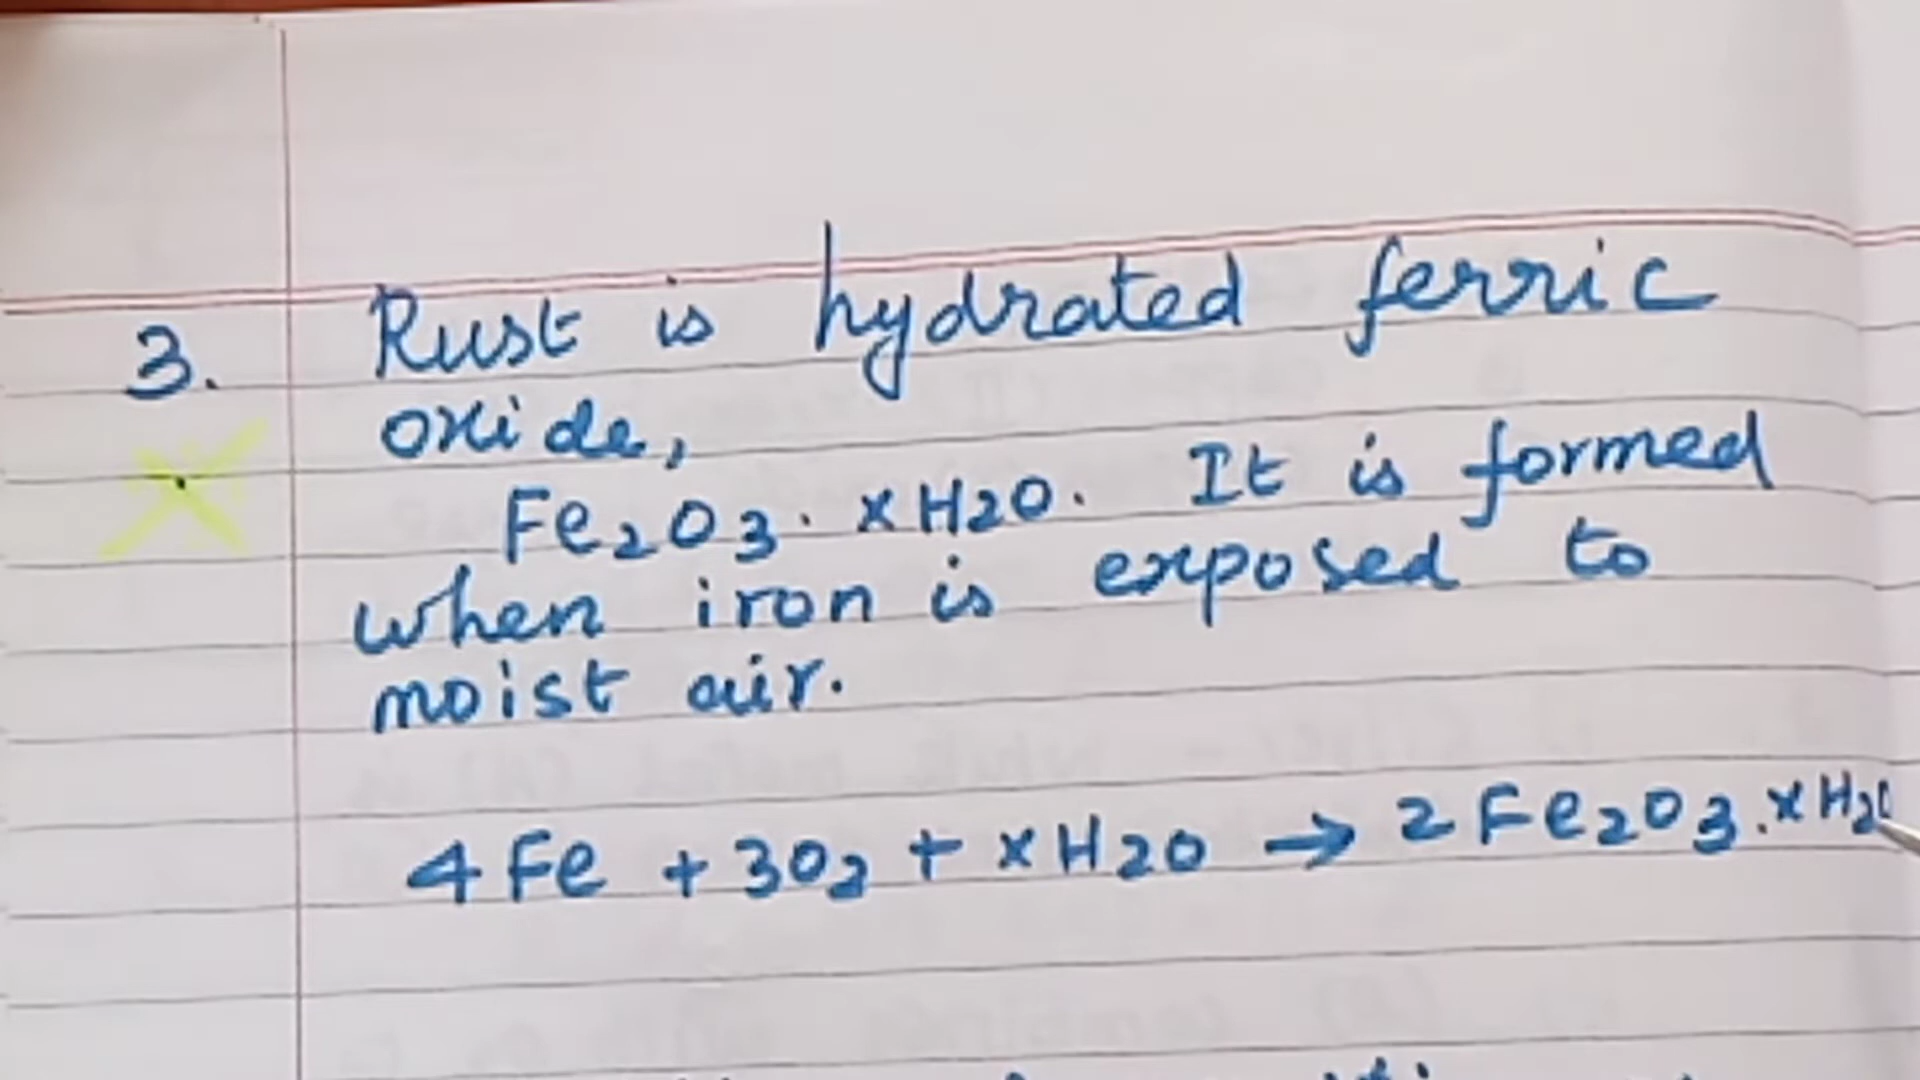 3. Rust is hydrated ferric
oxide,
Fe₂O₃. xH₂O. It is formed
when iron is exposed to
moist air.
4Fe + 3O₂ + xH₂O → 2Fe₂O₃.xH₂O